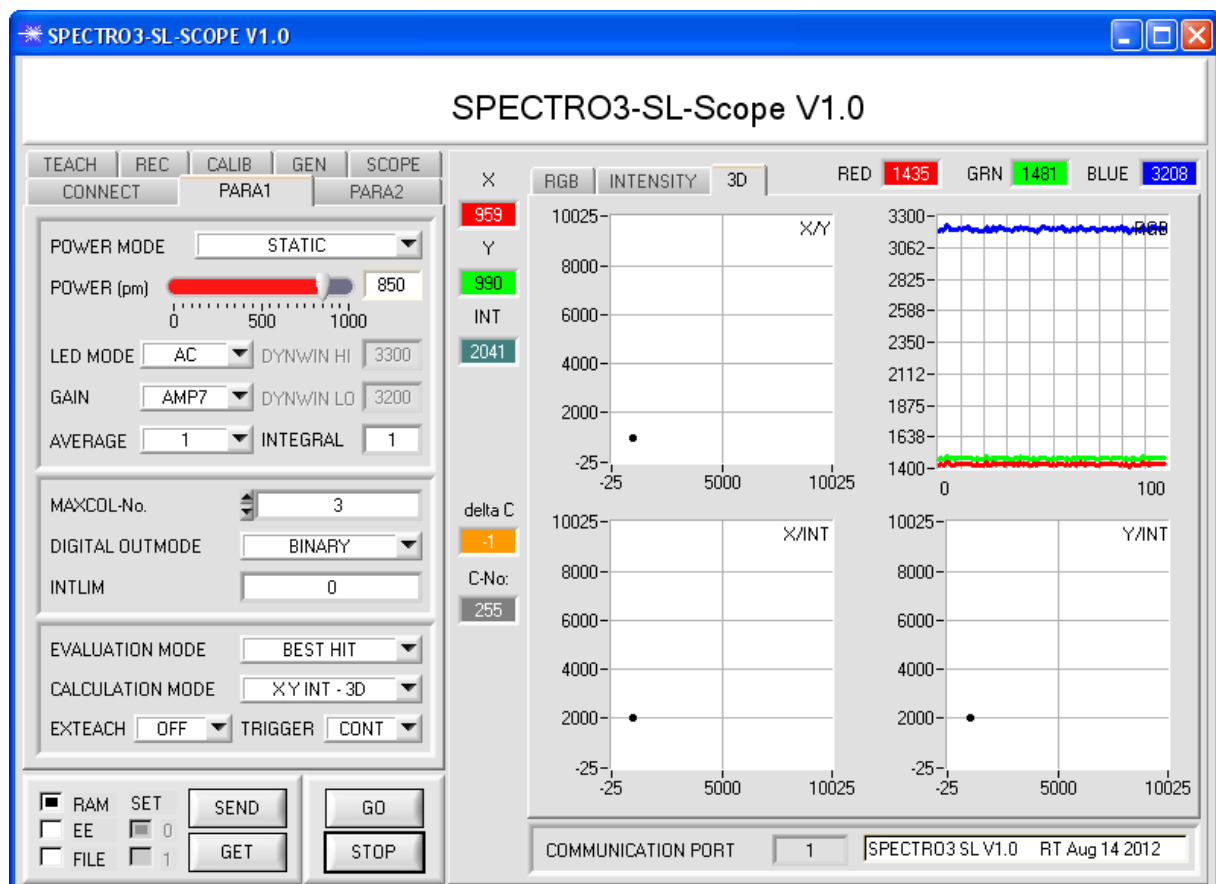 SPECTRO3-SL-SCOPE V1.0
SPECTRO3-SL-Scope V1.0
TEACH REC CALIB GEN SCOPE
CONNECT PARA1 PARA2
POWER MODE STATIC
POWER (pm) 850
0 500 1000
LED MODE AC DYNWIN HI 3300
GAIN AMP7 DYNWIN LO 3200
AVERAGE 1 INTEGRAL 1
MAXCOL-No. 3
DIGITAL OUTMODE BINARY
INTLIM 0
EVALUATION MODE BEST HIT
CALCULATION MODE X Y INT - 3D
EXTEACH OFF TRIGGER CONT
RAM SET SEND GO
EE 0
FILE 1 GET STOP
X
959
Y
990
INT
2041
delta C
-1
C-No:
255
RGB INTENSITY 3D RED 1435 GRN 1481 BLUE 3208
X/Y
10025
8000
6000
4000
2000
-25
-25 5000 10025
RGB
3300
3062
2825
2588
2350
2112
1875
1638
1400
0 100
X/INT
10025
8000
6000
4000
2000
-25
-25 5000 10025
Y/INT
10025
8000
6000
4000
2000
-25
-25 5000 10025
COMMUNICATION PORT 1 SPECTRO3 SL V1.0 RT Aug 14 2012